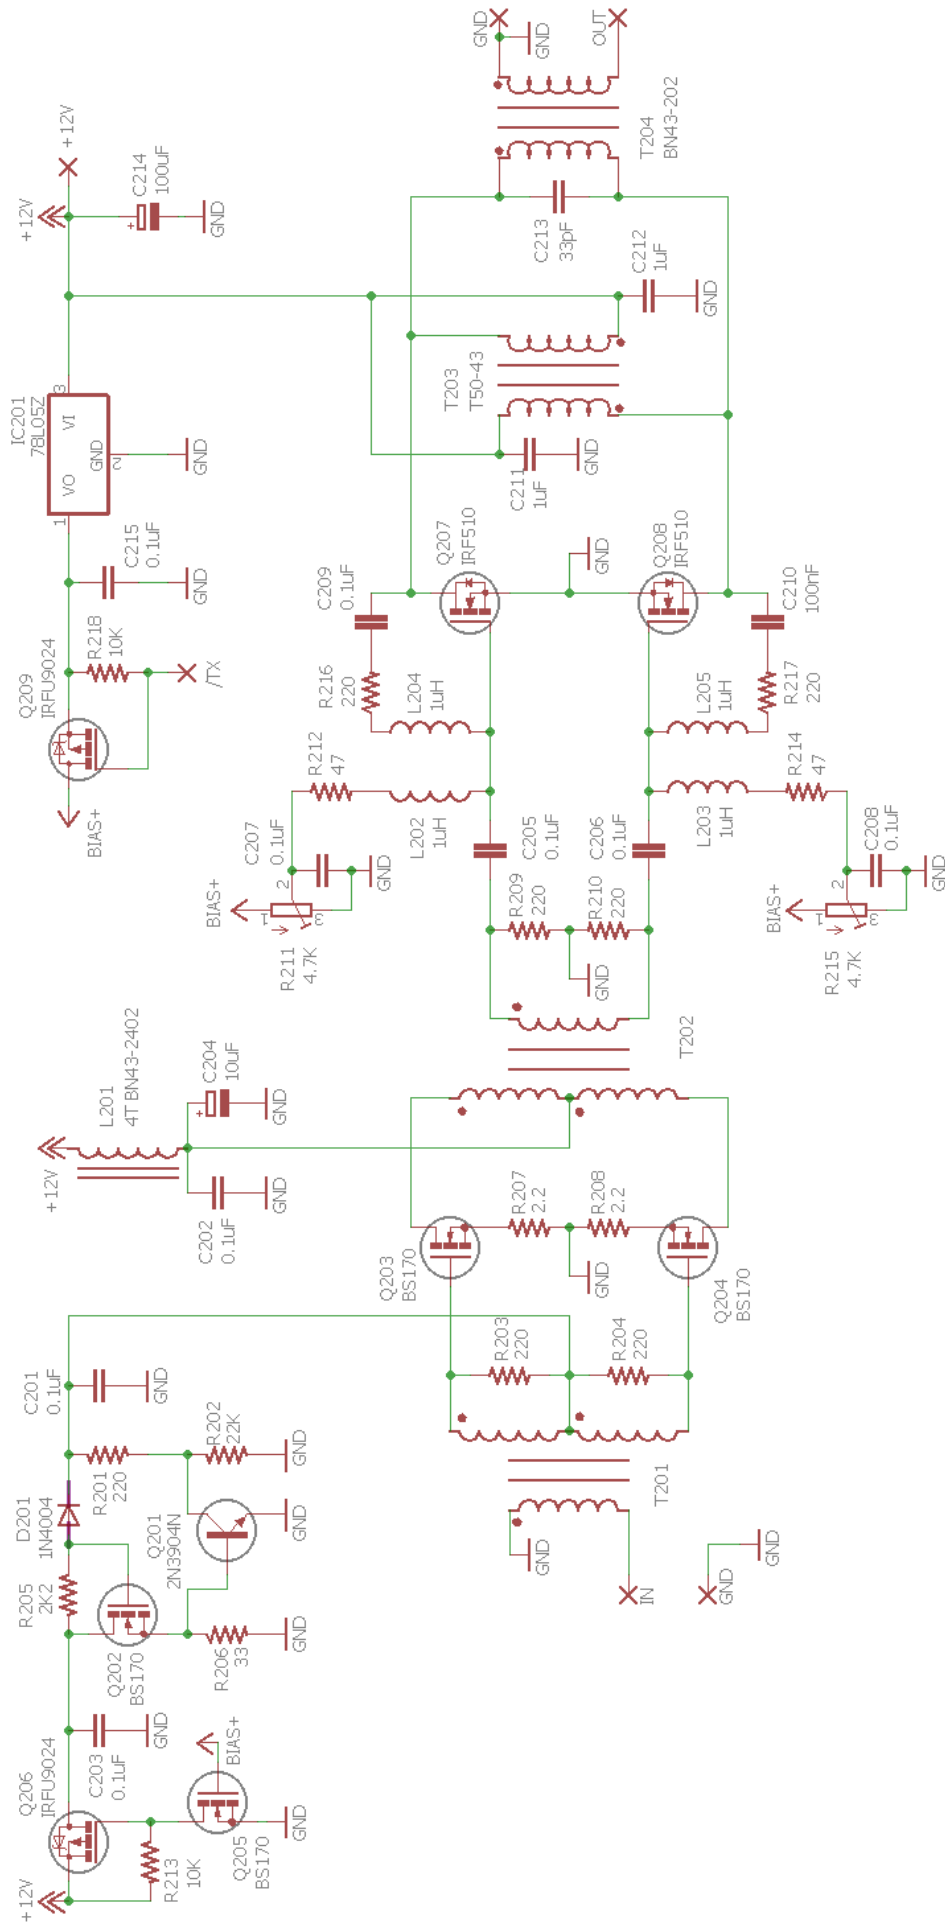 +12V
Q206
IRFU9024
R213
10K
Q205
BS170
GND
BIAS+
C203
0.1uF
GND
Q202
BS170
R206
33
GND
R205
2K2
D201
1N4004
Q201
2N3904N
GND
R201
220
R202
22K
GND
C201
0.1uF
GND
IN
GND
GND
GND
T201
R203
220
R204
220
Q203
BS170
Q204
BS170
R207
2.2
R208
2.2
GND
+12V
L201
4T BN43-2402
C202
0.1uF
GND
C204
10uF
GND
T202
R209
220
R210
220
GND
C205
0.1uF
C206
0.1uF
R211
4.7K
BIAS+
1
2
3
C207
0.1uF
GND
R212
47
L202
1uH
R215
4.7K
BIAS+
1
2
3
C208
0.1uF
GND
R214
47
L203
1uH
L204
1uH
R216
220
C209
0.1uF
L205
1uH
R217
220
C210
100nF
Q207
IRF510
Q208
IRF510
GND
BIAS+
Q209
IRFU9024
R218
10K
/TX
C215
0.1uF
GND
IC201
78L05Z
1
VO
GND
2
VI
3
GND
C211
1uF
GND
T203
T50-43
C212
1uF
GND
C213
33pF
+12V
+12V
C214
100uF
GND
T204
BN43-202
GND
GND
OUT